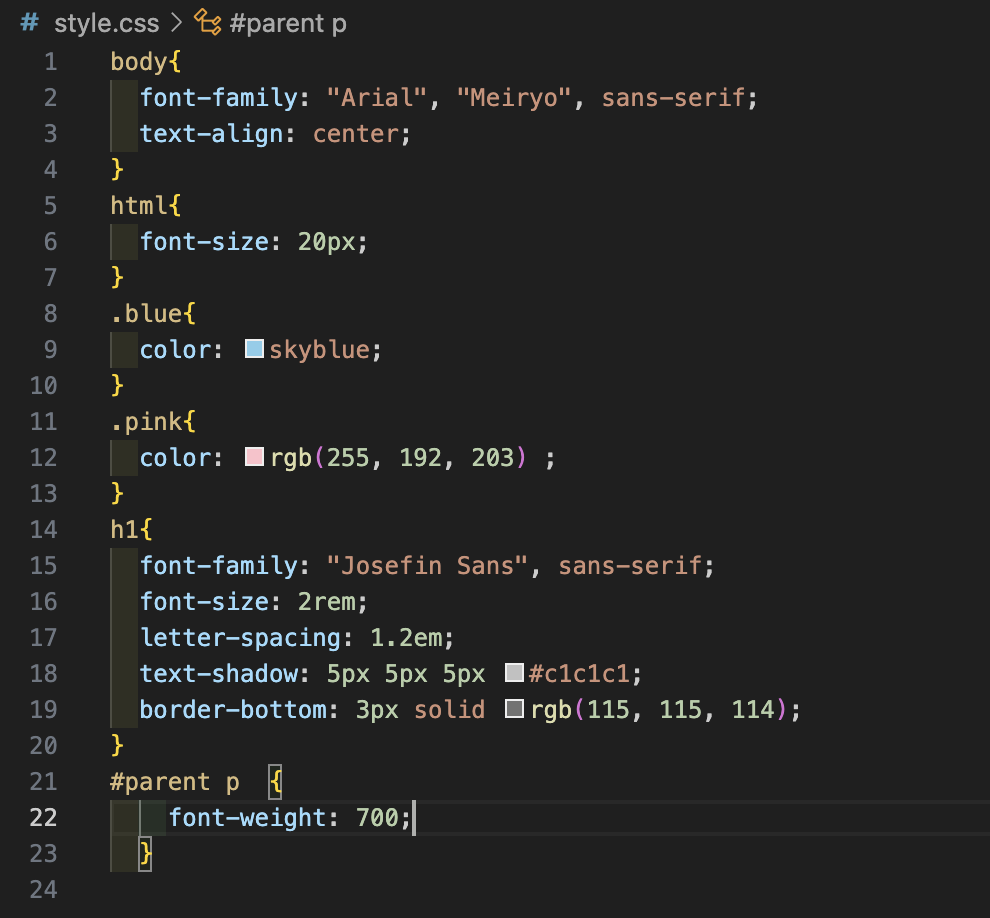 # style.css > #parent p
1 body{
2   font-family: "Arial", "Meiryo", sans-serif;
3   text-align: center;
4 }
5 html{
6   font-size: 20px;
7 }
8 .blue{
9   color: skyblue;
10 }
11 .pink{
12   color: rgb(255, 192, 203) ;
13 }
14 h1{
15   font-family: "Josefin Sans", sans-serif;
16   font-size: 2rem;
17   letter-spacing: 1.2em;
18   text-shadow: 5px 5px 5px #c1c1c1;
19   border-bottom: 3px solid rgb(115, 115, 114);
20 }
21 #parent p  {
22     font-weight: 700;
23   }
24